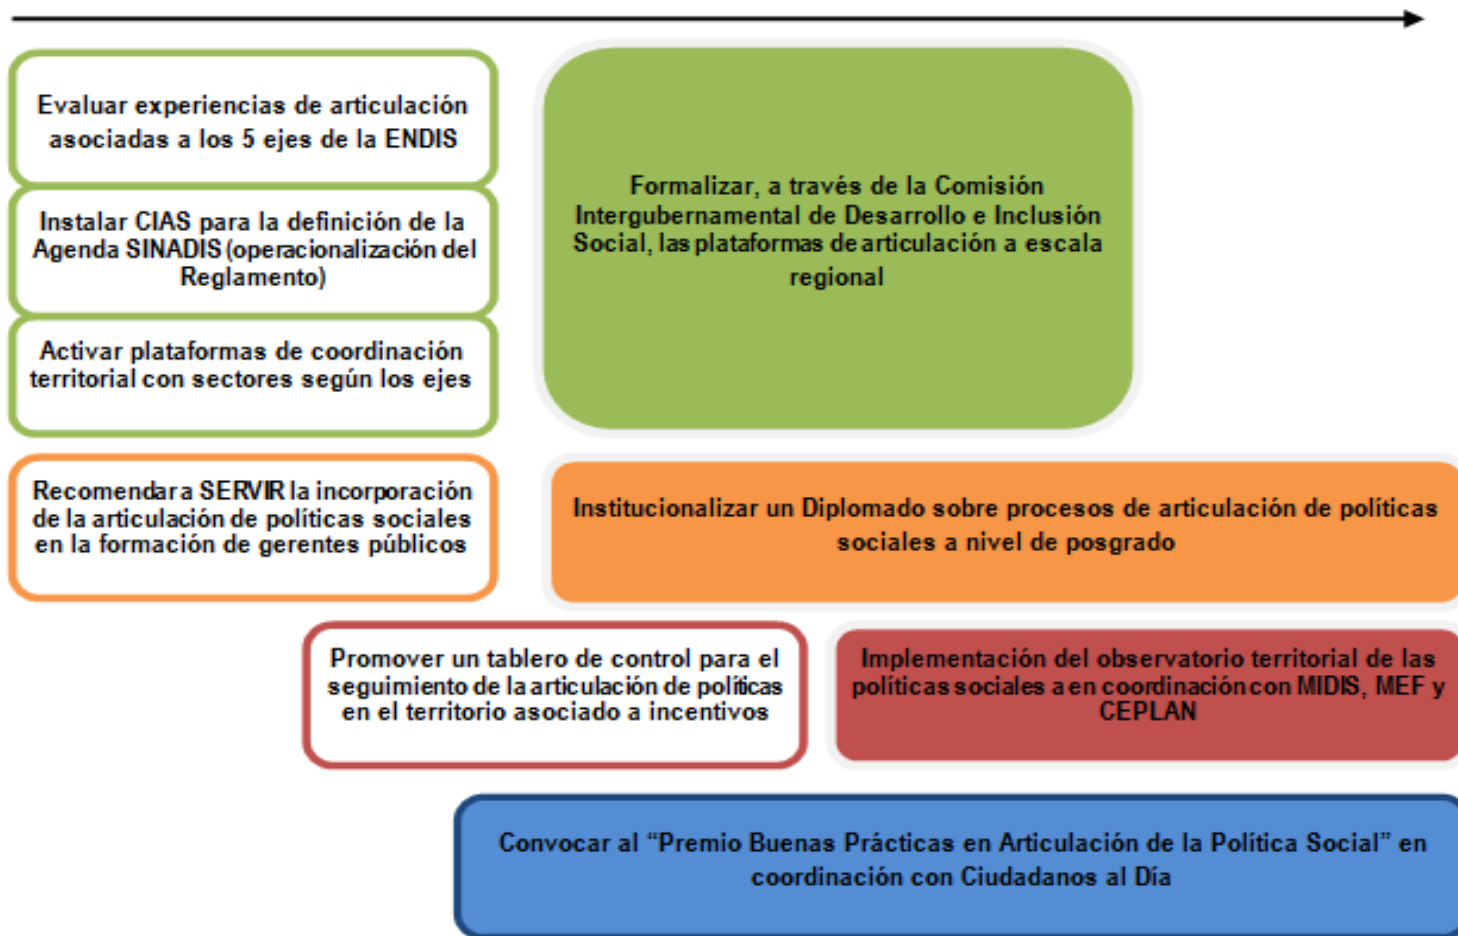 Evaluar experiencias de articulación
asociadas a los 5 ejes de la ENDIS
Instalar CIAS para la definición de la
Agenda SINADIS (operacionalización del
Reglamento)
Activar plataformas de coordinación
territorial con sectores según los ejes
Formalizar, a través de la Comisión
Intergubernamental de Desarrollo e Inclusión
Social, las plataformas de articulación a escala
regional
Recomendar a SERVIR la incorporación
de la articulación de políticas sociales
en la formación de gerentes públicos
Institucionalizar un Diplomado sobre procesos de articulación de políticas
sociales a nivel de posgrado
Promover un tablero de control para el
seguimiento de la articulación de políticas
en el territorio asociado a incentivos
Implementación del observatorio territorial de las
políticas sociales a en coordinación con MIDIS, MEF y
CEPLAN
Convocar al “Premio Buenas Prácticas en Articulación de la Política Social” en
coordinación con Ciudadanos al Día